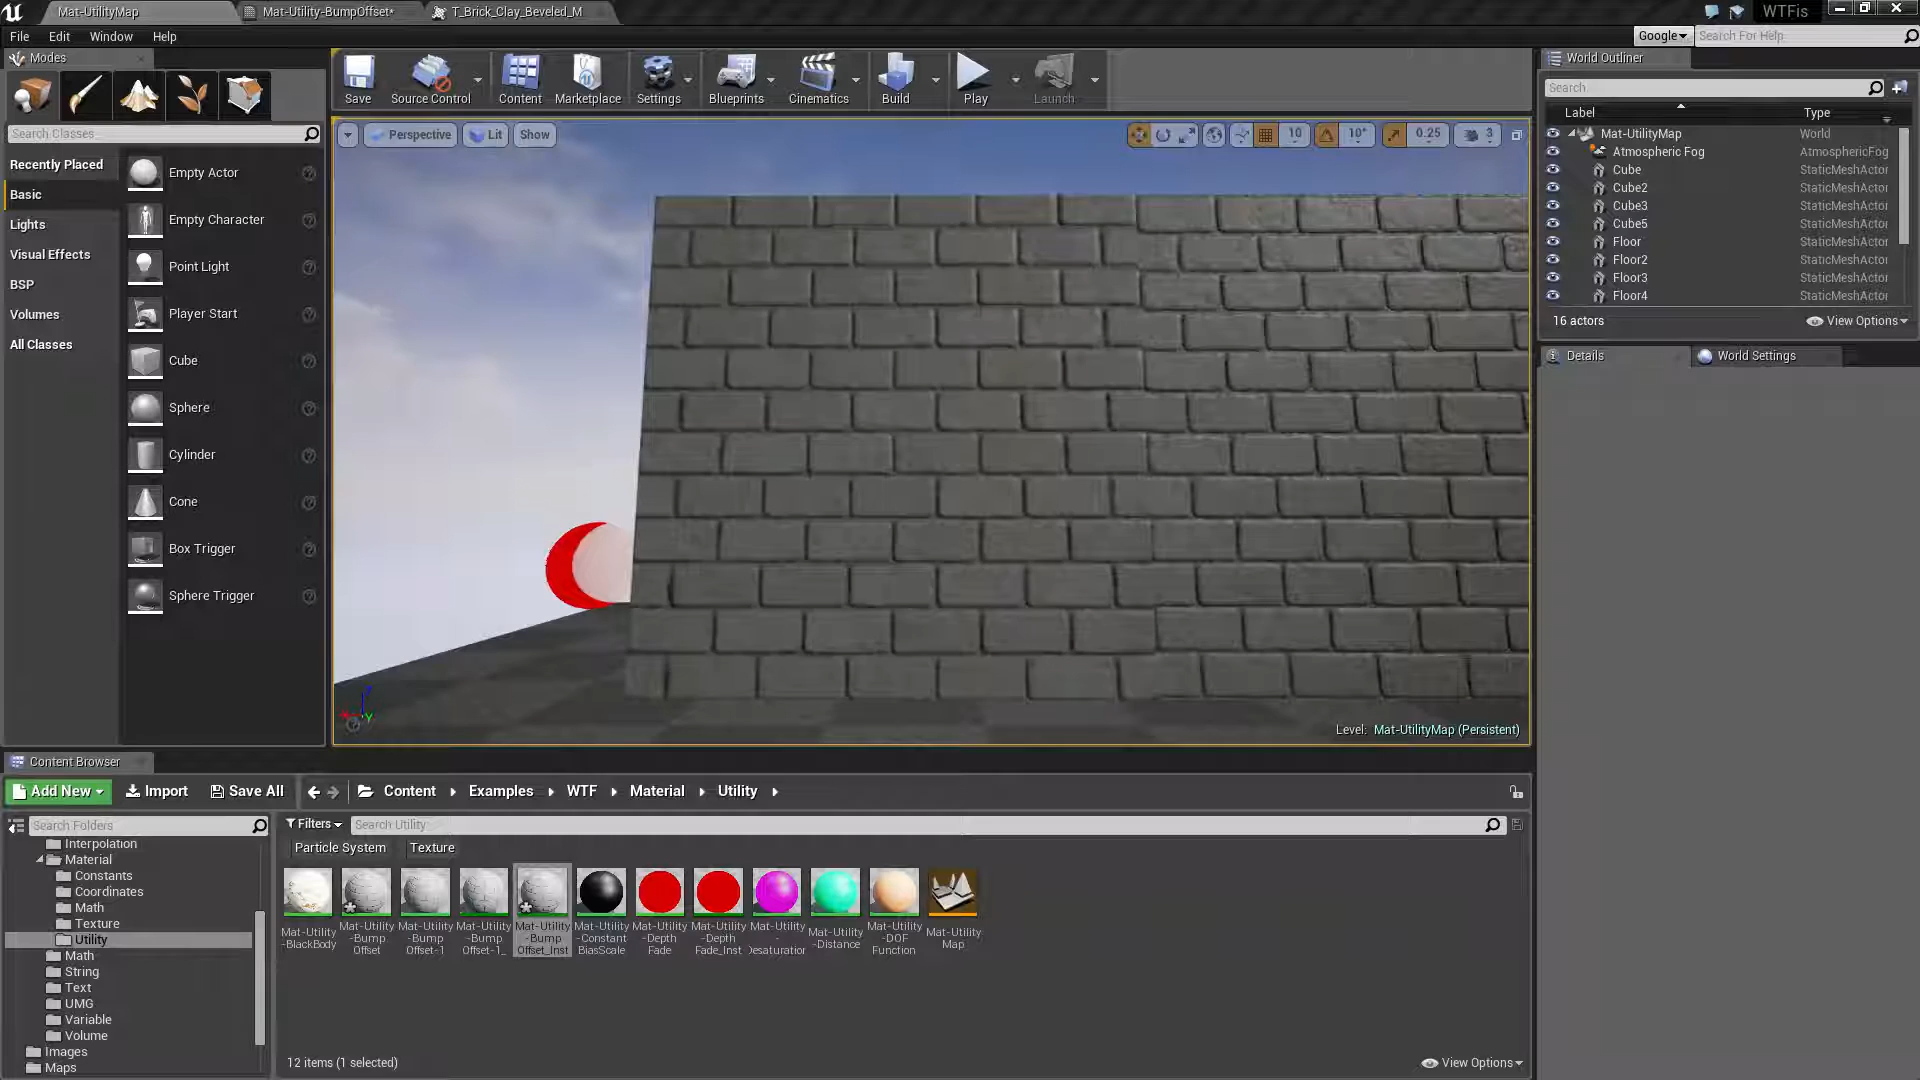 Mat-UtilityMap
Mat-Utility-BumpOffset*
T_Brick_Clay_Beveled_M
WTFis
File
Edit
Window
Help
Google
Search For Help
Modes
Save
Source Control
Content
Marketplace
Settings
Blueprints
Cinematics
Build
Play
Launch
World Outliner
Search...
Search Classes
Label
Type
Perspective
Lit
Show
10
10°
0.25
3
Mat-UtilityMap
World
Atmospheric Fog
AtmosphericFog
Cube
StaticMeshActor
Cube2
StaticMeshActor
Cube3
StaticMeshActor
Cube5
StaticMeshActor
Floor
StaticMeshActor
Floor2
StaticMeshActor
Floor3
StaticMeshActor
Floor4
StaticMeshActor
16 actors
View Options
Details
World Settings
Recently Placed
Basic
Lights
Visual Effects
BSP
Volumes
All Classes
Empty Actor
Empty Character
Point Light
Player Start
Cube
Sphere
Cylinder
Cone
Box Trigger
Sphere Trigger
Level: Mat-UtilityMap (Persistent)
Content Browser
Add New
Import
Save All
Content
Examples
WTF
Material
Utility
Search Folders
Filters
Search Utility
Particle System
Texture
Interpolation
Material
Constants
Coordinates
Math
Texture
Utility
Math
String
Text
UMG
Variable
Volume
Images
Maps
Mat-Utility
-BlackBody
Mat-Utility
-Bump
Offset
Mat-Utility
-Bump
Offset-1
Mat-Utility
-Bump
Offset-1_
Mat-Utility
-Bump
Offset_Inst
Mat-Utility
-Constant
BiasScale
Mat-Utility
-Depth
Fade
Mat-Utility
-Depth
Fade_Inst
Mat-Utility
-
Desaturation
Mat-Utility
-Distance
Mat-Utility
-DOF
Function
Mat-Utility
Map
12 items (1 selected)
View Options